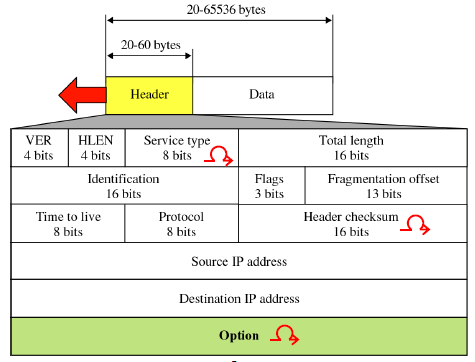 20-65536 bytes
20-60 bytes
Header Data
VER HLEN Service type Total length
4 bits 4 bits 8 bits 16 bits
Identification Flags Fragmentation offset
16 bits 3 bits 13 bits
Time to live Protocol Header checksum
8 bits 8 bits 16 bits
Source IP address
Destination IP address
Option